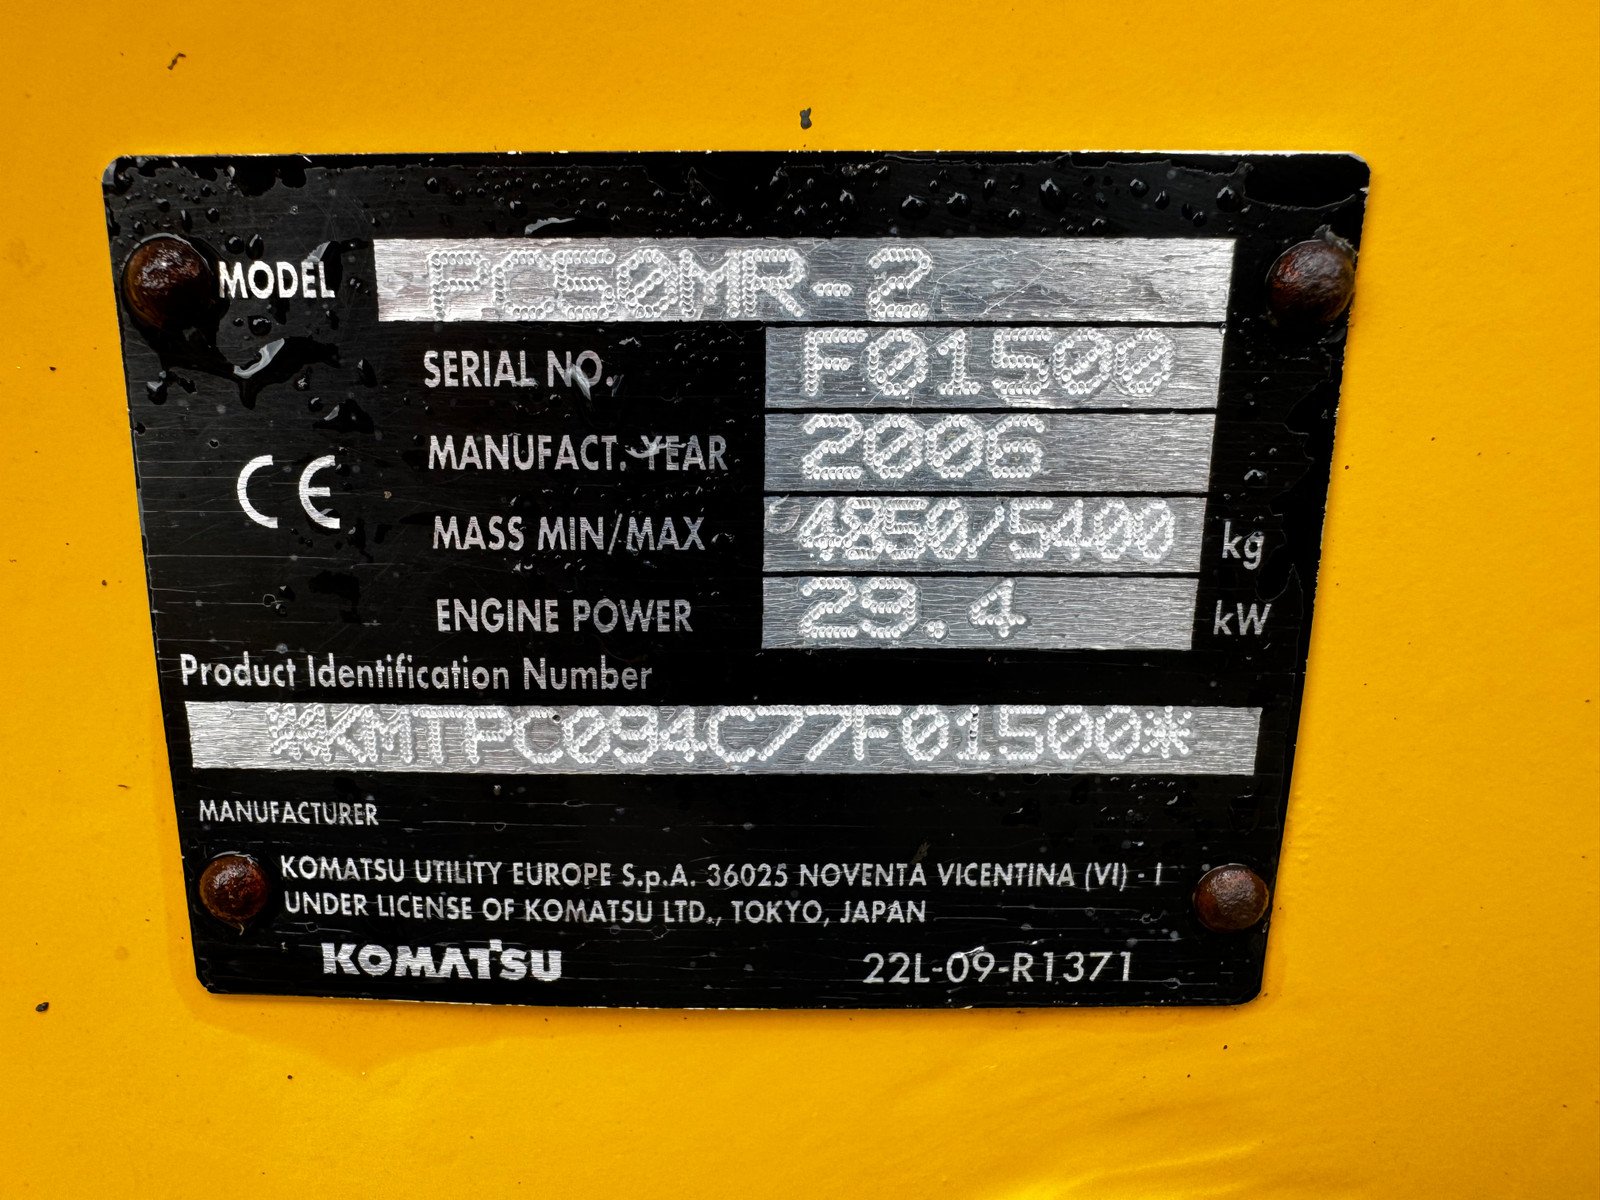 MODEL PC50MR-2
SERIAL NO. F01500
MANUFACT. YEAR 2006
CE
MASS MIN/MAX 4850/5400 kg
ENGINE POWER 29.4 kW
Product Identification Number
*KMTPC094C77F01500*
MANUFACTURER
KOMATSU UTILITY EUROPE S.p.A. 36025 NOVENTA VICENTINA (VI) - I
UNDER LICENSE OF KOMATSU LTD., TOKYO, JAPAN
KOMATSU 22L-09-R1371